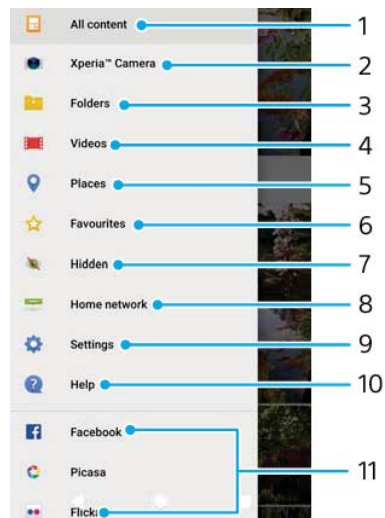 All content 1
Xperia™ Camera 2
Folders 3
Videos 4
Places 5
Favourites 6
Hidden 7
Home network 8
Settings 9
Help 10
Facebook
Picasa 11
Flickr